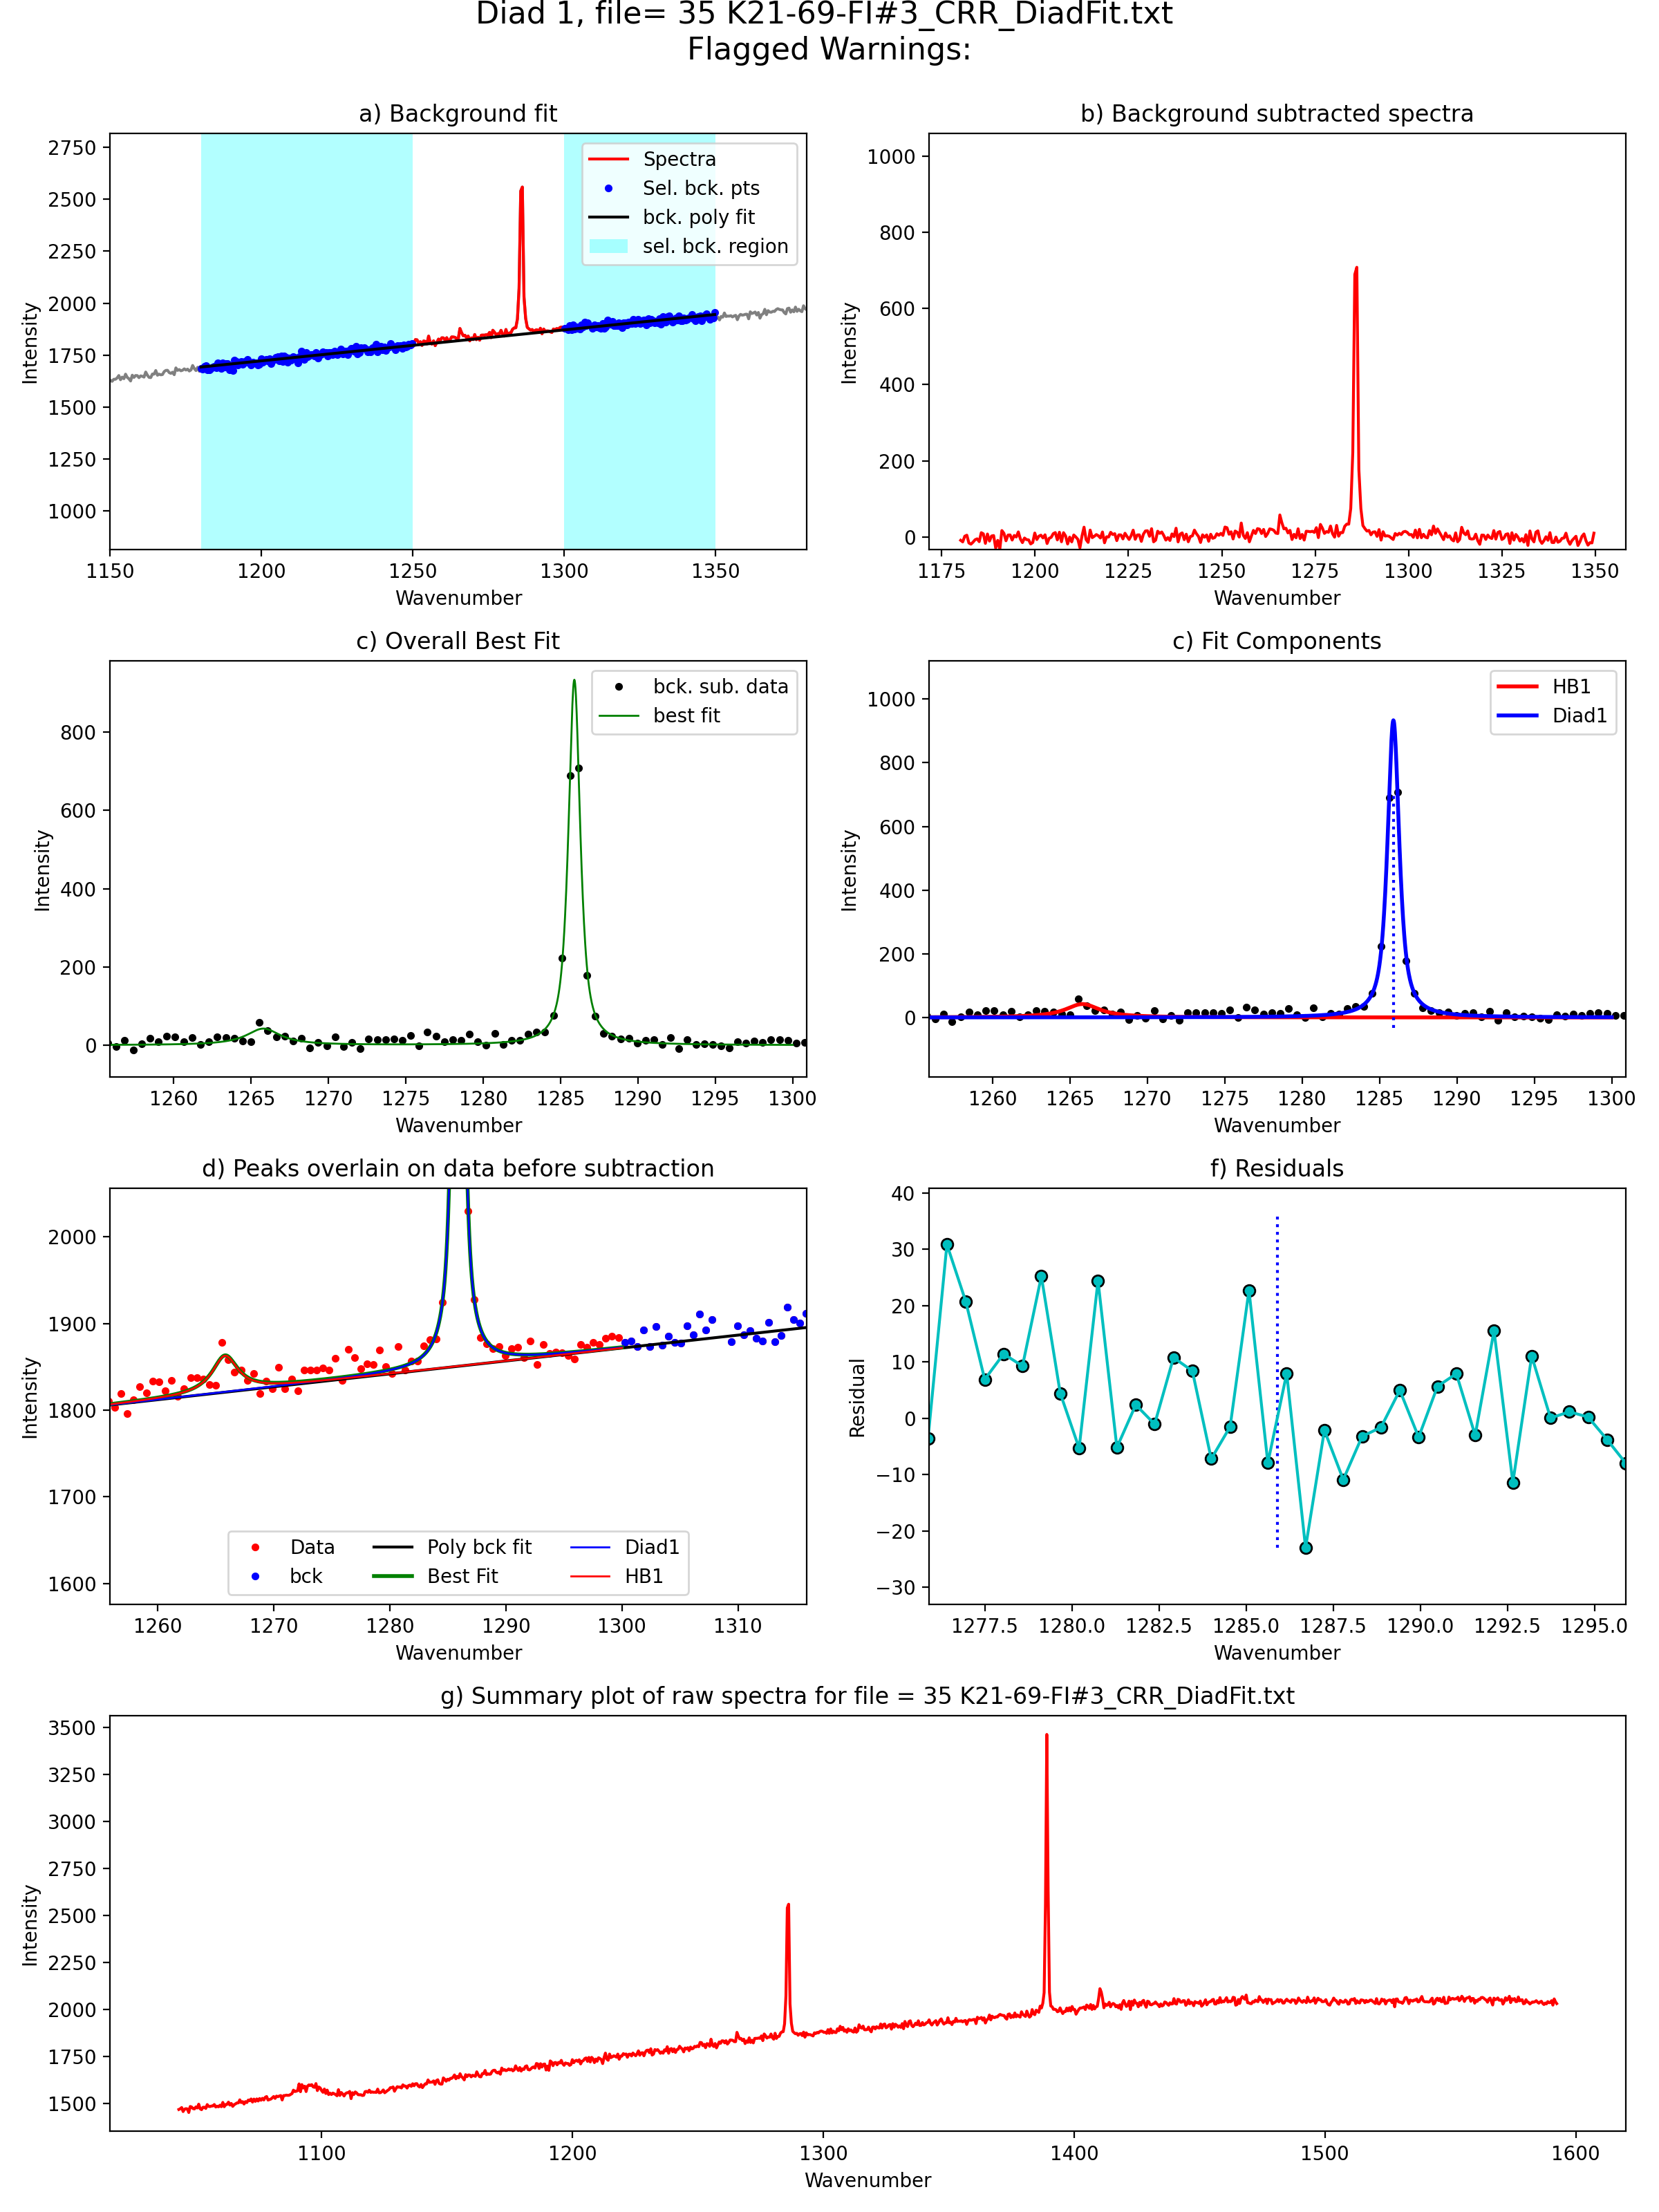 Diad 1, file= 35 K21-69-FI#3_CRR_DiadFit.txt
Flagged Warnings:
a) Background fit
Intensity
2750
2500
2250
2000
1750
1500
1250
1000
Spectra
Sel. bck. pts
bck. poly fit
sel. bck. region
1150 1200 1250 1300 1350
Wavenumber
b) Background subtracted spectra
Intensity
1000
800
600
400
200
0
1175 1200 1225 1250 1275 1300 1325 1350
Wavenumber
c) Overall Best Fit
Intensity
800
600
400
200
0
bck. sub. data
best fit
1260 1265 1270 1275 1280 1285 1290 1295 1300
Wavenumber
c) Fit Components
Intensity
1000
800
600
400
200
0
HB1
Diad1
1260 1265 1270 1275 1280 1285 1290 1295 1300
Wavenumber
d) Peaks overlain on data before subtraction
Intensity
2000
1900
1800
1700
1600
Data Poly bck fit Diad1
bck Best Fit HB1
1260 1270 1280 1290 1300 1310
Wavenumber
f) Residuals
Residual
40
30
20
10
0
−10
−20
−30
1277.5 1280.0 1282.5 1285.0 1287.5 1290.0 1292.5 1295.0
Wavenumber
g) Summary plot of raw spectra for file = 35 K21-69-FI#3_CRR_DiadFit.txt
Intensity
3500
3250
3000
2750
2500
2250
2000
1750
1500
1100 1200 1300 1400 1500 1600
Wavenumber